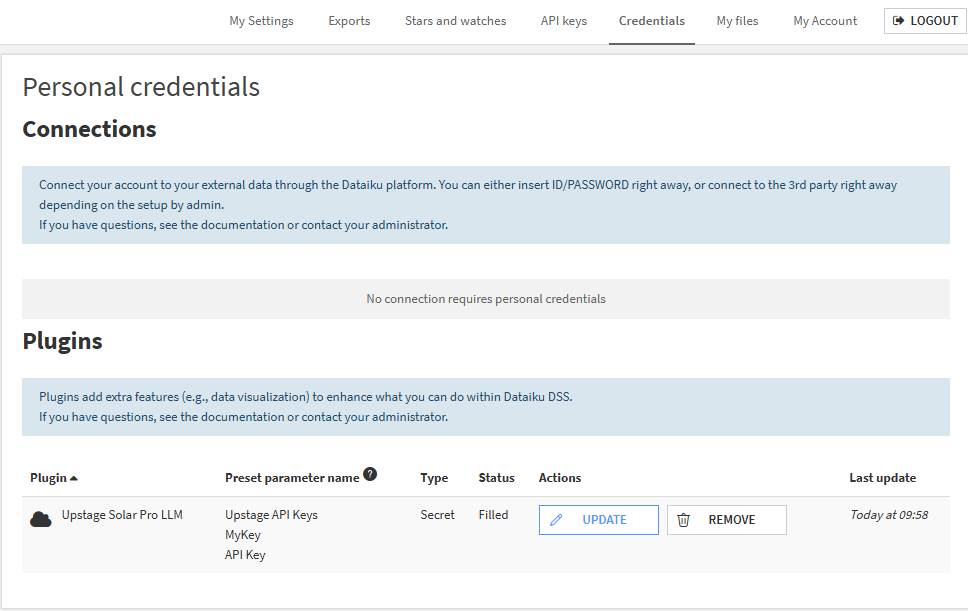 My Settings Exports Stars and watches API keys Credentials My files My Account LOGOUT
Personal credentials
Connections
Connect your account to your external data through the Dataiku platform. You can either insert ID/PASSWORD right away, or connect to the 3rd party right away
depending on the setup by admin.
If you have questions, see the documentation or contact your administrator.
No connection requires personal credentials
Plugins
Plugins add extra features (e.g., data visualization) to enhance what you can do within Dataiku DSS.
If you have questions, see the documentation or contact your administrator.
Plugin Preset parameter name ? Type Status Actions Last update
Upstage Solar Pro LLM Upstage API Keys Secret Filled UPDATE REMOVE Today at 09:58
MyKey
API Key